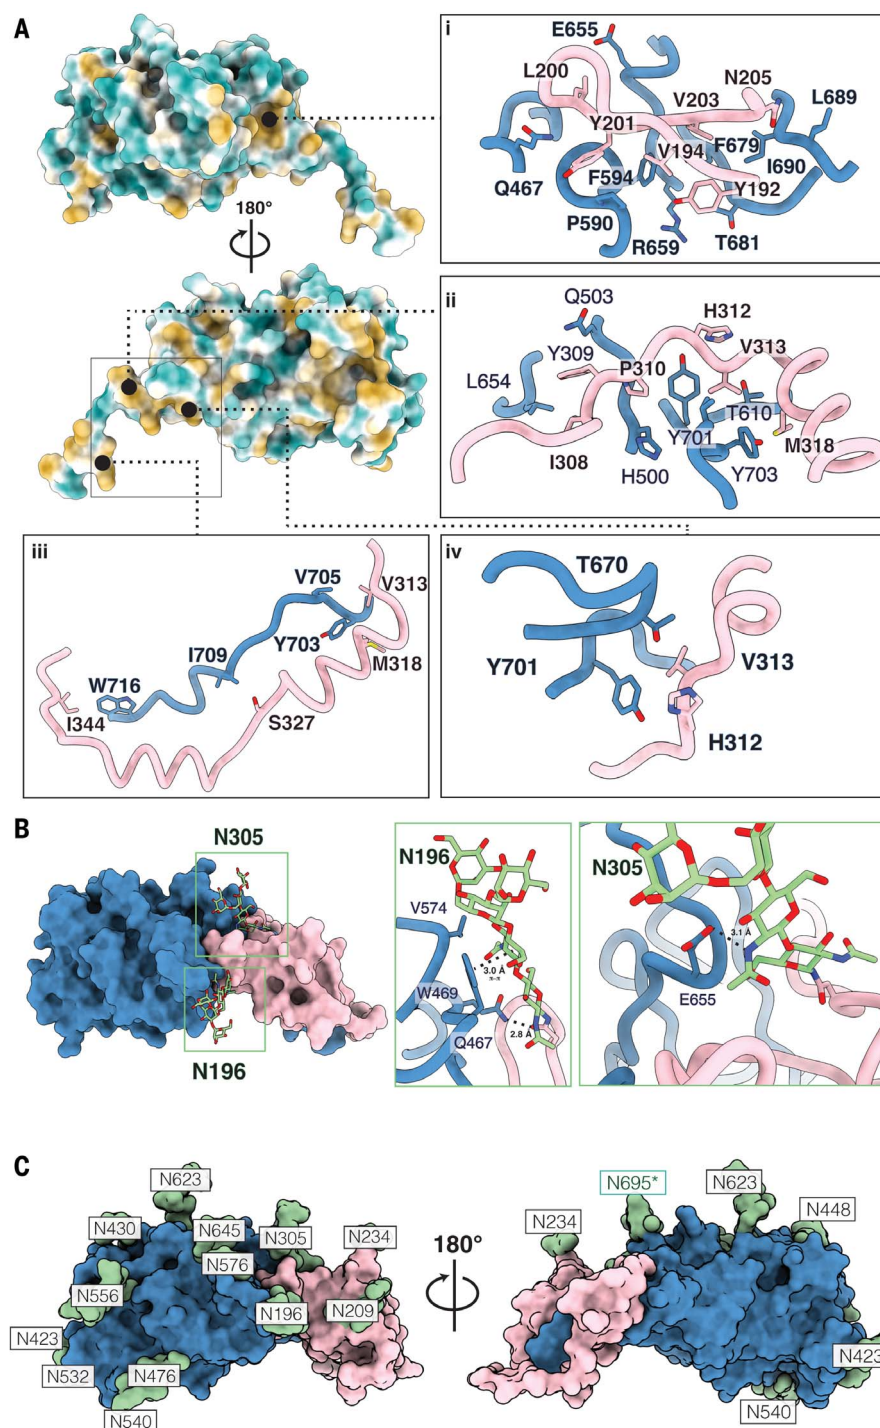 A
180°
i
E655
L200
N205
V203
L689
Y201
V194
F679
I690
Q467
F594
Y192
P590
R659
T681
ii
Q503
H312
V313
Y309
P310
L654
T610
Y701
M318
I308
H500
Y703
iii
V705
V313
Y703
I709
M318
W716
I344
S327
iv
T670
Y701
V313
H312
B
N305
N196
N196
V574
3.0 Å
π-π
W469
Q467
2.8 Å
N305
3.1 Å
E655
C
N623
N430
N645
N305
N234
N576
N556
N196
N209
N423
N532
N476
N540
180°
N695*
N623
N234
N448
N423
N540